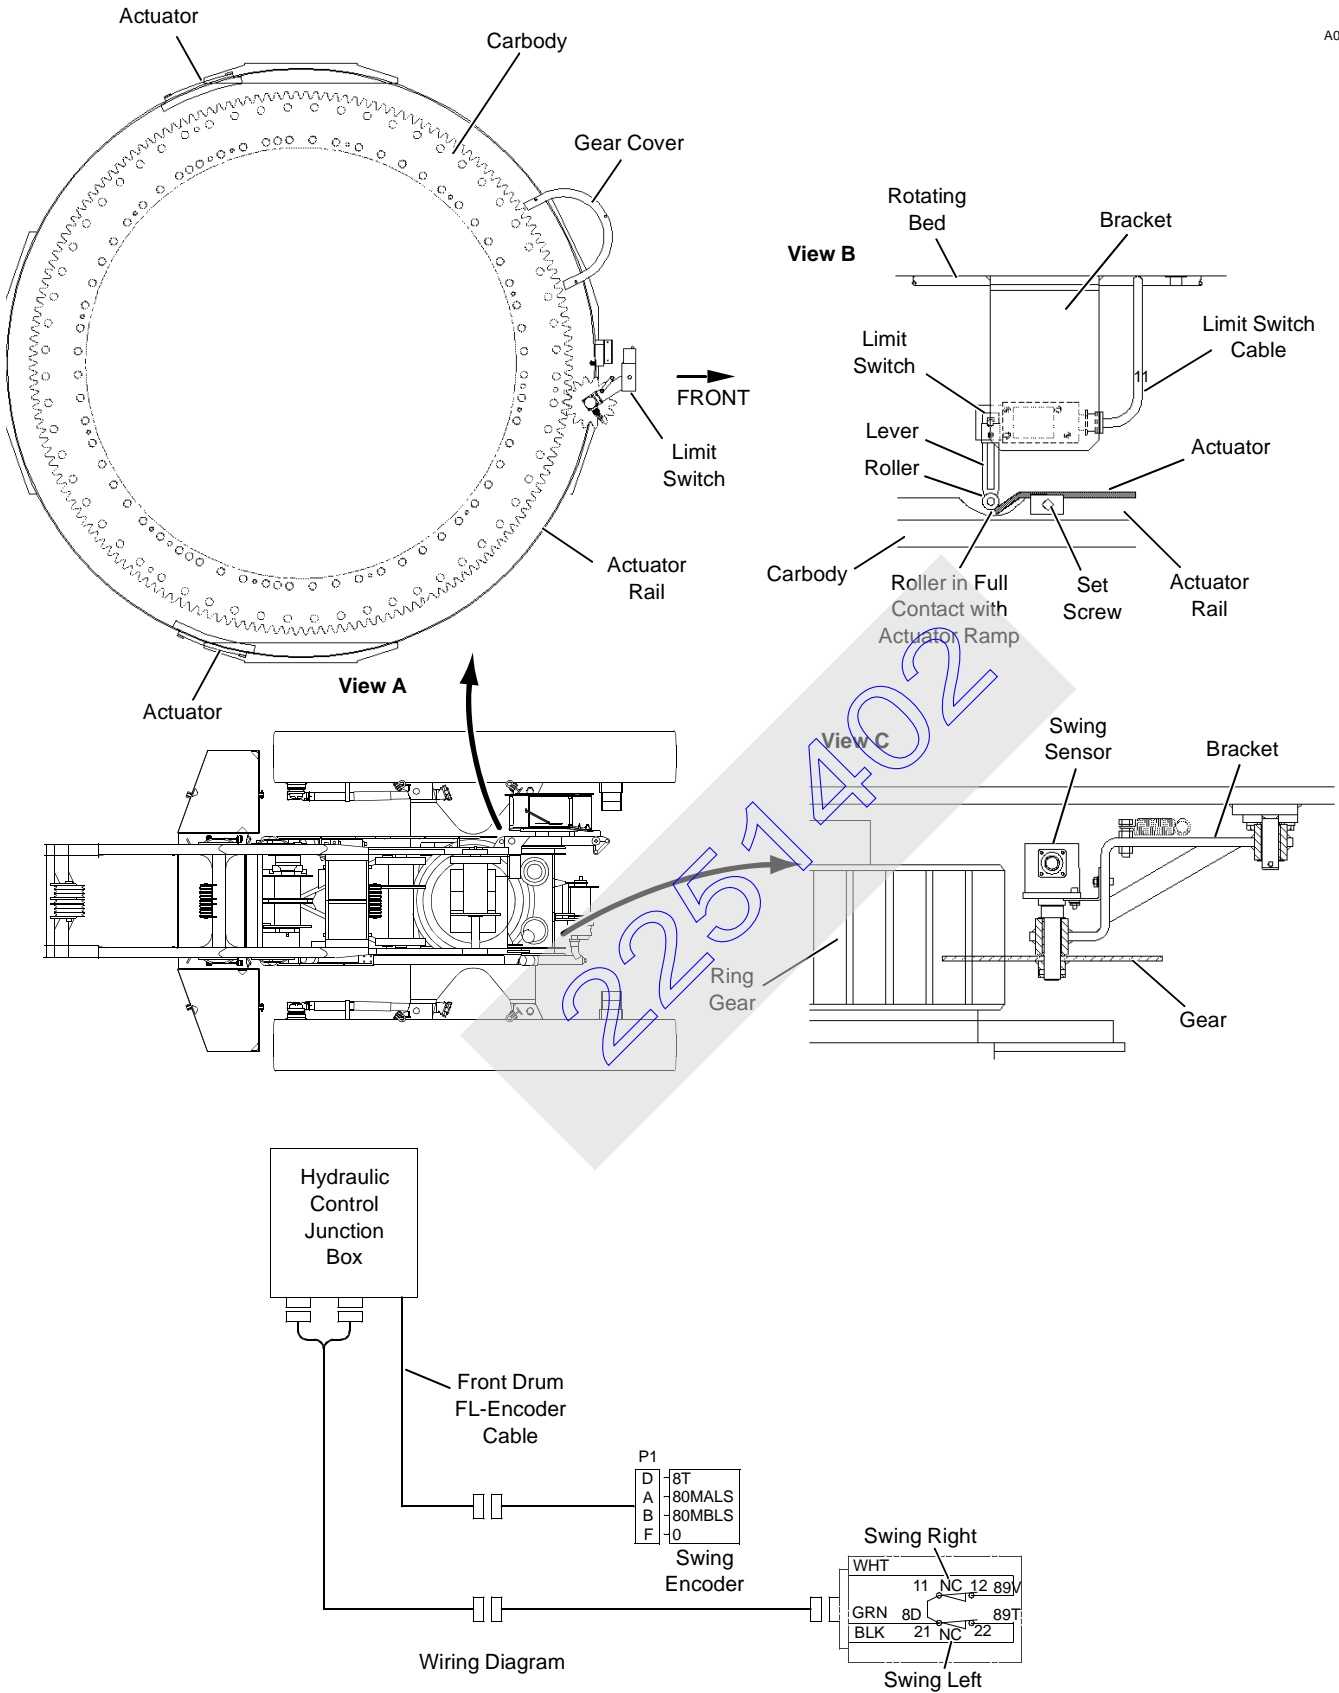 Actuator
Carbody
A0
Gear Cover
FRONT
Limit
Switch
Actuator
Rail
View A
Actuator
View B
Rotating
Bed
Bracket
Limit
Switch
Limit Switch
Cable
11
Lever
Roller
Actuator
Carbody
Roller in Full
Contact with
Actuator Ramp
Set
Screw
Actuator
Rail
2251402
View C
Swing
Sensor
Bracket
Ring
Gear
Gear
Hydraulic
Control
Junction
Box
Front Drum
FL-Encoder
Cable
P1
D 8T
A 80MALS
B 80MBLS
F 0
Swing
Encoder
Swing Right
WHT
11 NC 12 89V
GRN 8D 89T
BLK 21 NC 22
Swing Left
Wiring Diagram